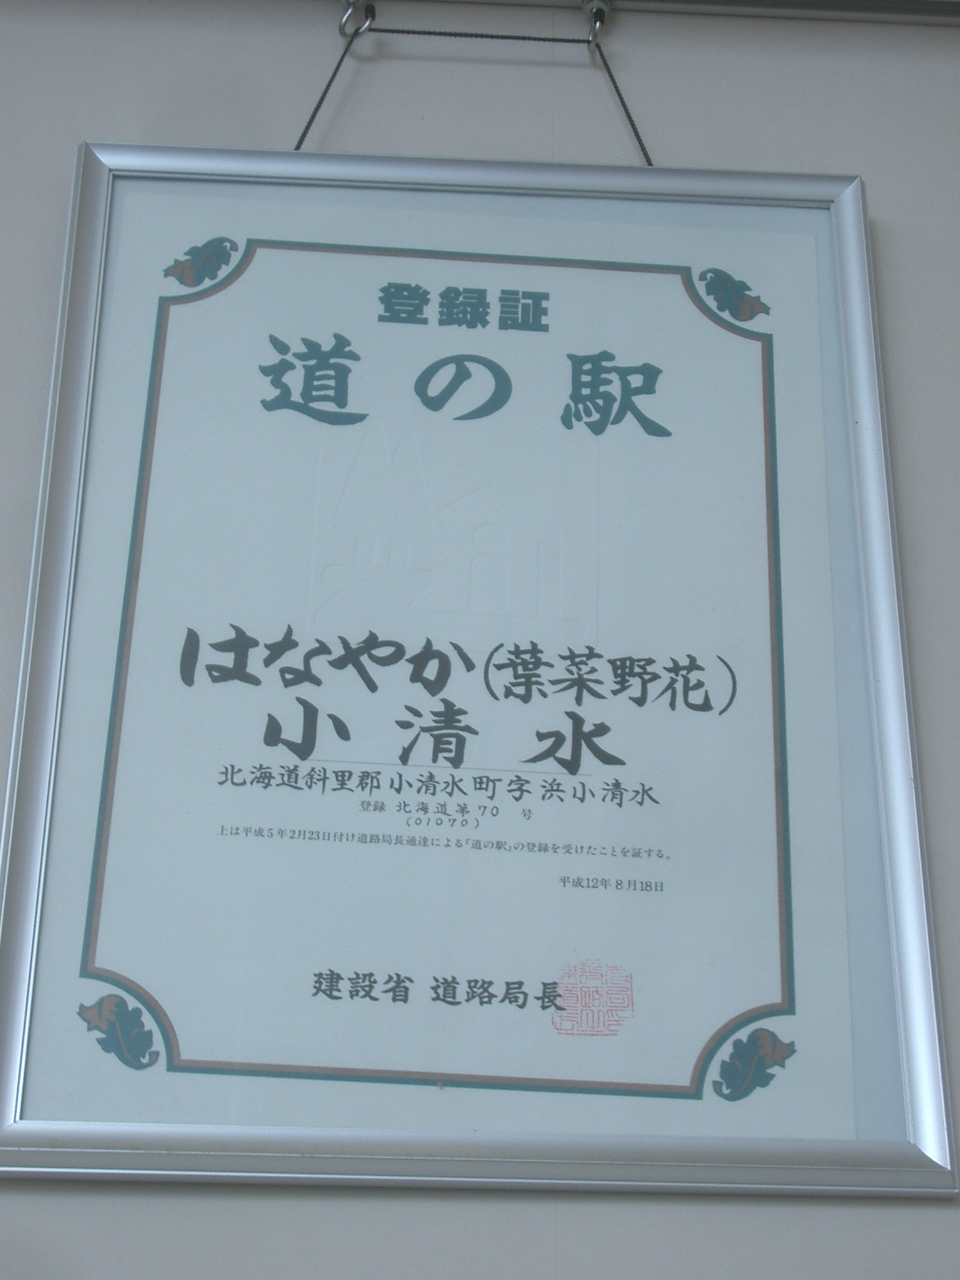 登録証
道の駅
はなやか(葉菜野花)
小清水
北海道斜里郡小清水町字浜小清水
登録 北海道第70 号
(01070)
上は平成5年2月23日付け道路局長通達による『道の駅』の登録を受けたことを証する。
平成12年8月18日
建設省 道路局長